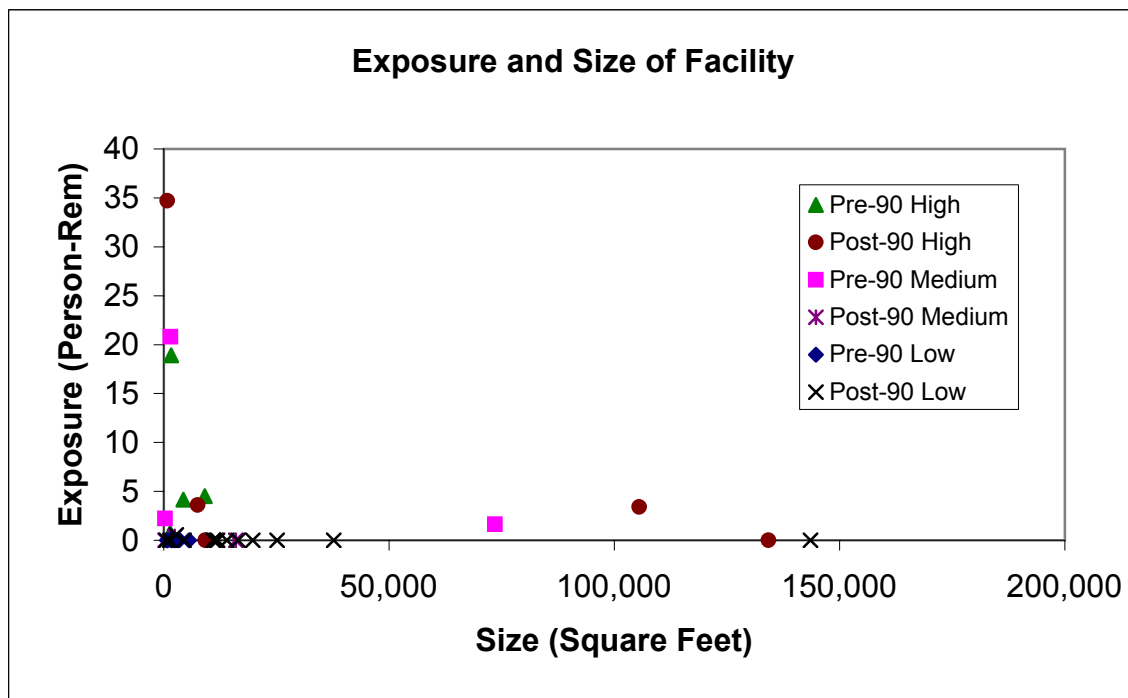 Exposure and Size of Facility
40
35
30
25
20
15
10
5
0
Exposure (Person-Rem)
Pre-90 High
Post-90 High
Pre-90 Medium
Post-90 Medium
Pre-90 Low
Post-90 Low
0 50,000 100,000 150,000 200,000
Size (Square Feet)